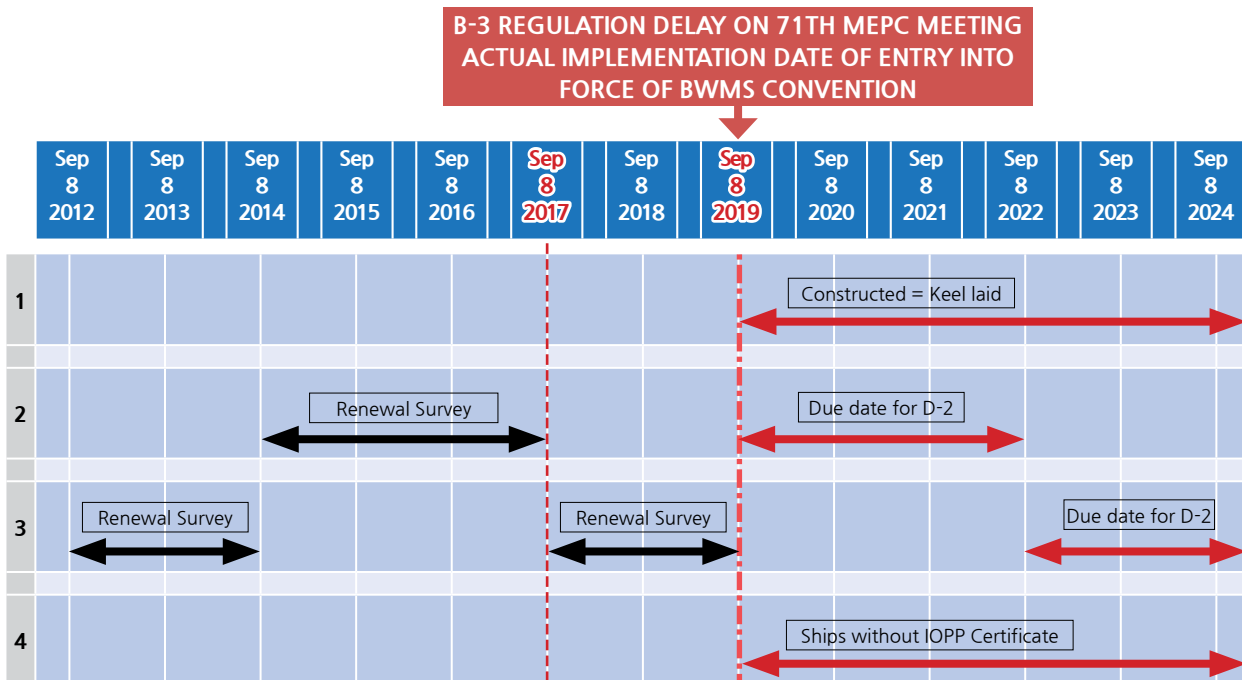 B-3 REGULATION DELAY ON 71TH MEPC MEETING
ACTUAL IMPLEMENTATION DATE OF ENTRY INTO
FORCE OF BWMS CONVENTION
Sep 8 2012
Sep 8 2013
Sep 8 2014
Sep 8 2015
Sep 8 2016
Sep 8 2017
Sep 8 2018
Sep 8 2019
Sep 8 2020
Sep 8 2021
Sep 8 2022
Sep 8 2023
Sep 8 2024
1
Constructed = Keel laid
2
Renewal Survey
Due date for D-2
3
Renewal Survey
Renewal Survey
Due date for D-2
4
Ships without IOPP Certificate